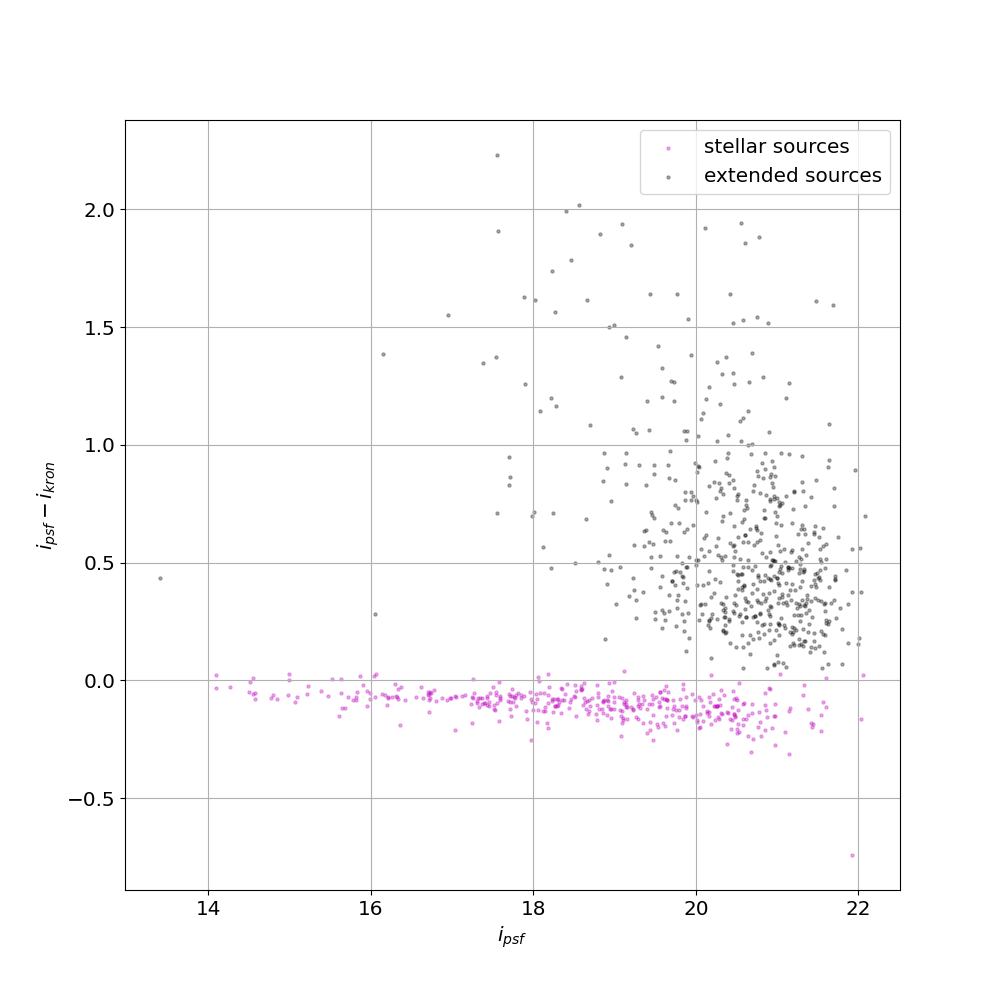 stellar sources
extended sources
2.0
1.5
1.0
0.5
0.0
−0.5
14 16 18 20 22
i_psf − i_kron
i_psf